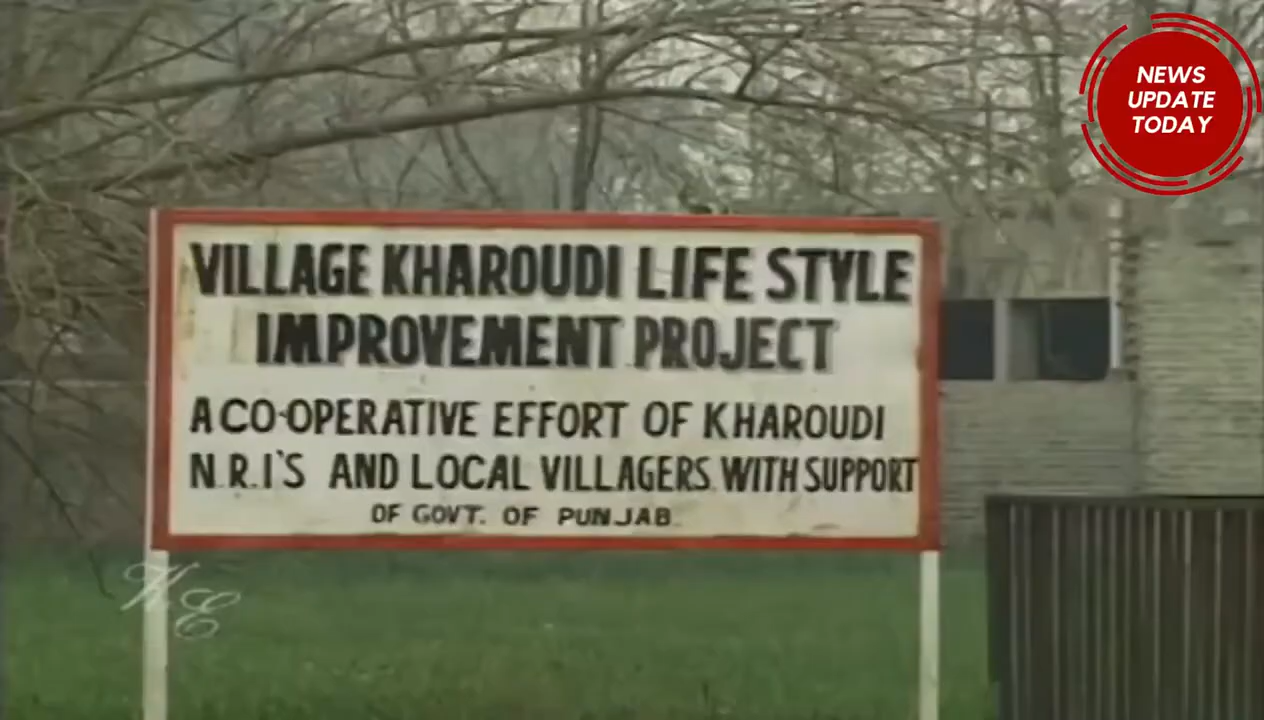 NEWS
UPDATE
TODAY
VILLAGE KHAROUDI LIFE STYLE
IMPROVEMENT PROJECT
A CO-OPERATIVE EFFORT OF KHAROUDI
N.R.I'S AND LOCAL VILLAGERS WITH SUPPORT
OF GOVT. OF PUNJAB
K E